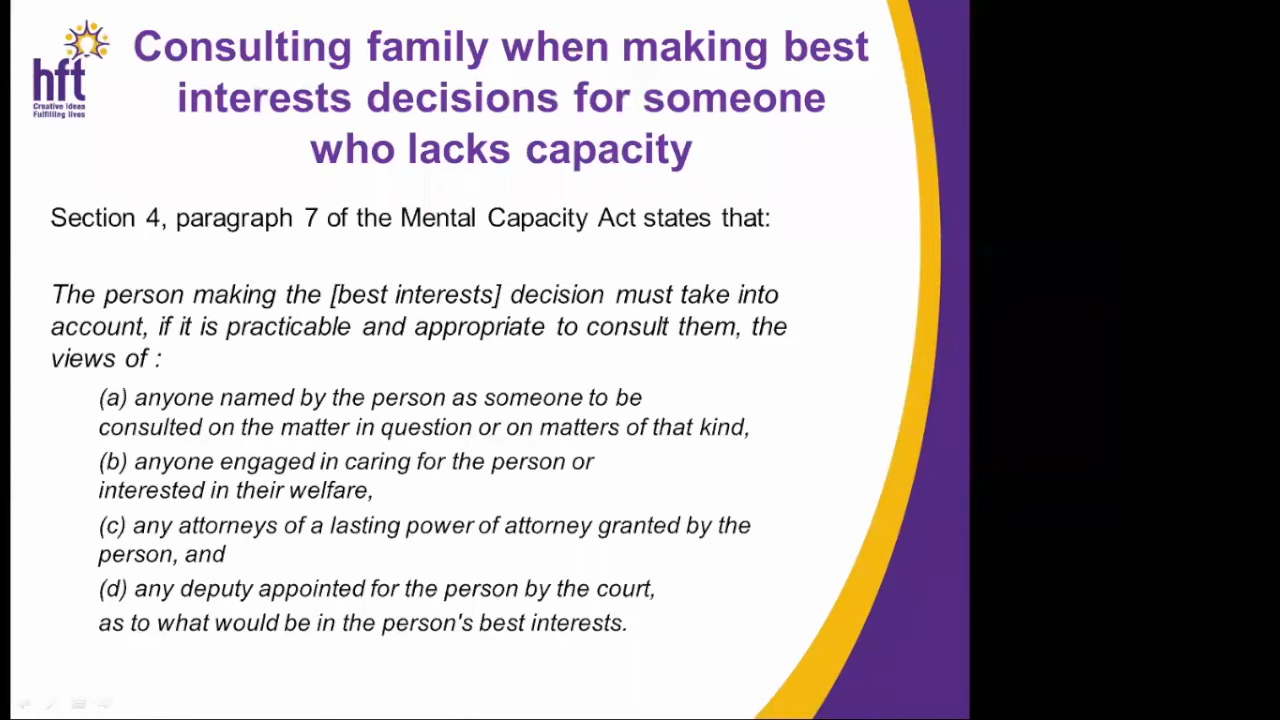 hft
Creative ideas
Fulfilling lives
Consulting family when making best
interests decisions for someone
who lacks capacity
Section 4, paragraph 7 of the Mental Capacity Act states that:
The person making the [best interests] decision must take into
account, if it is practicable and appropriate to consult them, the
views of :
(a) anyone named by the person as someone to be
consulted on the matter in question or on matters of that kind,
(b) anyone engaged in caring for the person or
interested in their welfare,
(c) any attorneys of a lasting power of attorney granted by the
person, and
(d) any deputy appointed for the person by the court,
as to what would be in the person's best interests.